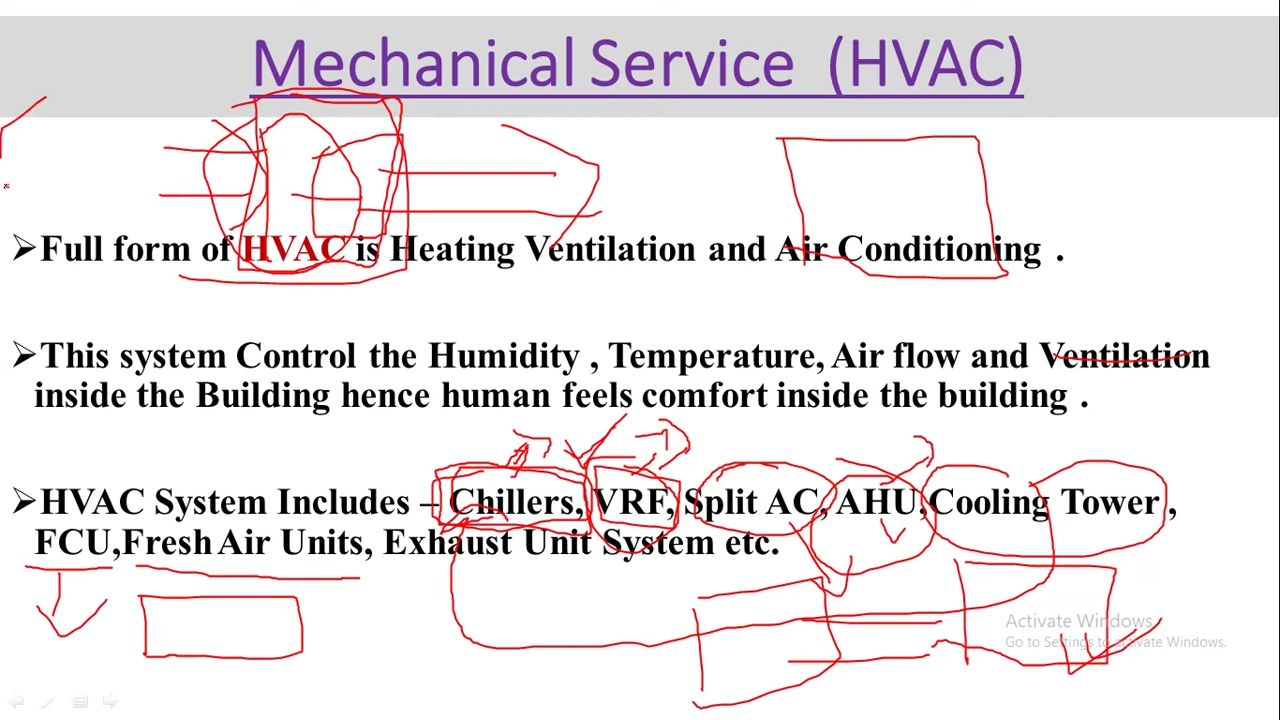 Mechanical Service (HVAC)
➢Full form of HVAC is Heating Ventilation and Air Conditioning .
➢This system Control the Humidity , Temperature, Air flow and Ventilation
inside the Building hence human feels comfort inside the building .
➢HVAC System Includes – Chillers, VRF, Split AC, AHU,Cooling Tower ,
FCU,Fresh Air Units, Exhaust Unit System etc.
Activate Windows
Go to Settings to activate Windows.